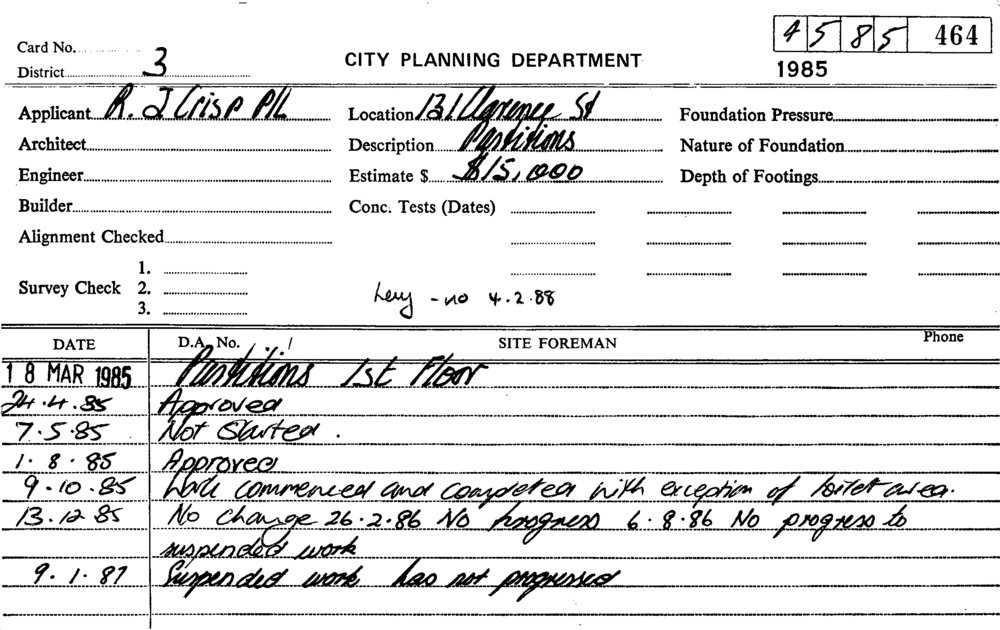 Card No.
4585 464
District 3
CITY PLANNING DEPARTMENT
1985
Applicant R. J Crisp P/L
Location 131 Clarence St
Foundation Pressure
Architect
Description Partitions
Nature of Foundation
Engineer
Estimate $ $15,000
Depth of Footings
Builder
Conc. Tests (Dates)
Alignment Checked
1.
Survey Check 2.
3.
Levy - no 4.2.88
DATE D.A. No. / SITE FOREMAN Phone
18 MAR 1985 Partitions 1st Floor
24.4.85 Approved
7.5.85 Not Started.
1.8.85 Approved
9.10.85 Work commenced and completed with exception of toilet area.
13.12.85 No change 26.2.86 No progress 6.8.86 No progress to
suspended work
9.1.87 Suspended work has not progressed